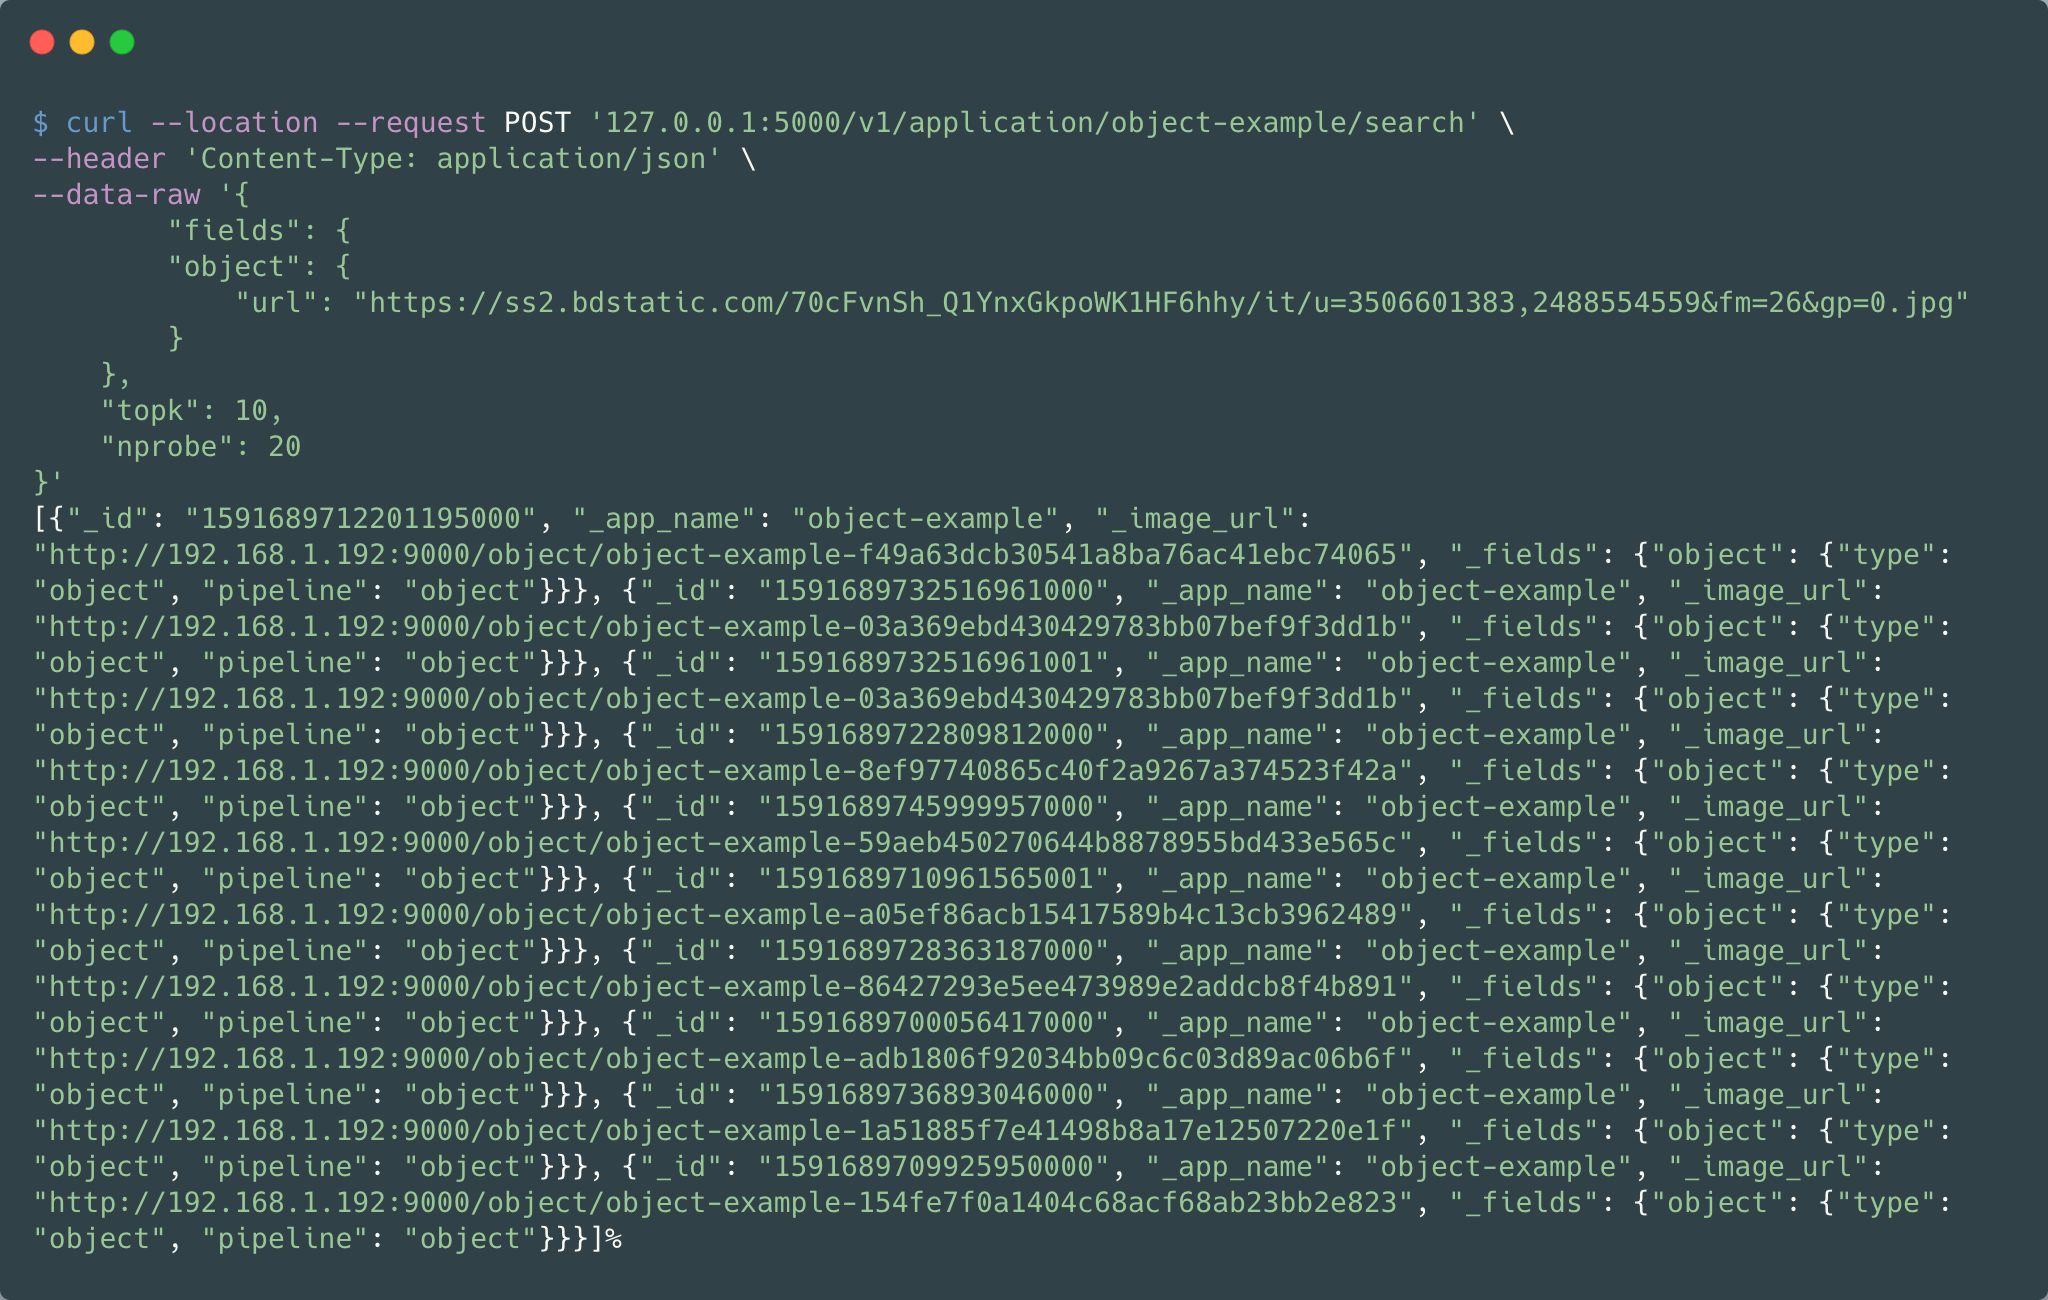 $ curl --location --request POST '127.0.0.1:5000/v1/application/object-example/search' \
--header 'Content-Type: application/json' \
--data-raw '{
        "fields": {
        "object": {
            "url": "https://ss2.bdstatic.com/70cFvnSh_Q1YnxGkpoWK1HF6hhy/it/u=3506601383,2488554559&fm=26&gp=0.jpg"
        }
    },
    "topk": 10,
    "nprobe": 20
}'
[{"_id": "1591689712201195000", "_app_name": "object-example", "_image_url":
"http://192.168.1.192:9000/object/object-example-f49a63dcb30541a8ba76ac41ebc74065", "_fields": {"object": {"type":
"object", "pipeline": "object"}}}, {"_id": "1591689732516961000", "_app_name": "object-example", "_image_url":
"http://192.168.1.192:9000/object/object-example-03a369ebd430429783bb07bef9f3dd1b", "_fields": {"object": {"type":
"object", "pipeline": "object"}}}, {"_id": "1591689732516961001", "_app_name": "object-example", "_image_url":
"http://192.168.1.192:9000/object/object-example-03a369ebd430429783bb07bef9f3dd1b", "_fields": {"object": {"type":
"object", "pipeline": "object"}}}, {"_id": "1591689722809812000", "_app_name": "object-example", "_image_url":
"http://192.168.1.192:9000/object/object-example-8ef97740865c40f2a9267a374523f42a", "_fields": {"object": {"type":
"object", "pipeline": "object"}}}, {"_id": "1591689745999957000", "_app_name": "object-example", "_image_url":
"http://192.168.1.192:9000/object/object-example-59aeb450270644b8878955bd433e565c", "_fields": {"object": {"type":
"object", "pipeline": "object"}}}, {"_id": "1591689710961565001", "_app_name": "object-example", "_image_url":
"http://192.168.1.192:9000/object/object-example-a05ef86acb15417589b4c13cb3962489", "_fields": {"object": {"type":
"object", "pipeline": "object"}}}, {"_id": "1591689728363187000", "_app_name": "object-example", "_image_url":
"http://192.168.1.192:9000/object/object-example-86427293e5ee473989e2addcb8f4b891", "_fields": {"object": {"type":
"object", "pipeline": "object"}}}, {"_id": "1591689700056417000", "_app_name": "object-example", "_image_url":
"http://192.168.1.192:9000/object/object-example-adb1806f92034bb09c6c03d89ac06b6f", "_fields": {"object": {"type":
"object", "pipeline": "object"}}}, {"_id": "1591689736893046000", "_app_name": "object-example", "_image_url":
"http://192.168.1.192:9000/object/object-example-1a51885f7e41498b8a17e12507220e1f", "_fields": {"object": {"type":
"object", "pipeline": "object"}}}, {"_id": "1591689709925950000", "_app_name": "object-example", "_image_url":
"http://192.168.1.192:9000/object/object-example-154fe7f0a1404c68acf68ab23bb2e823", "_fields": {"object": {"type":
"object", "pipeline": "object"}}}]%